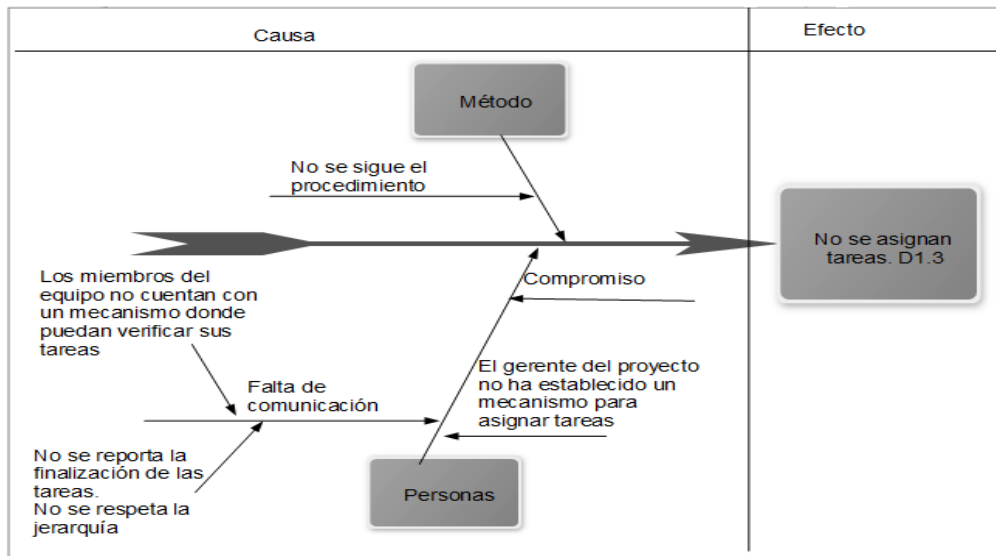 Causa
Efecto
Método
No se sigue el
procedimiento
No se asignan
tareas. D1.3
Los miembros del
equipo no cuentan con
un mecanismo donde
puedan verificar sus
tareas
Compromiso
El gerente del proyecto
no ha establecido un
mecanismo para
asignar tareas
Falta de
comunicación
No se reporta la
finalización de las
tareas.
No se respeta la
jerarquía
Personas